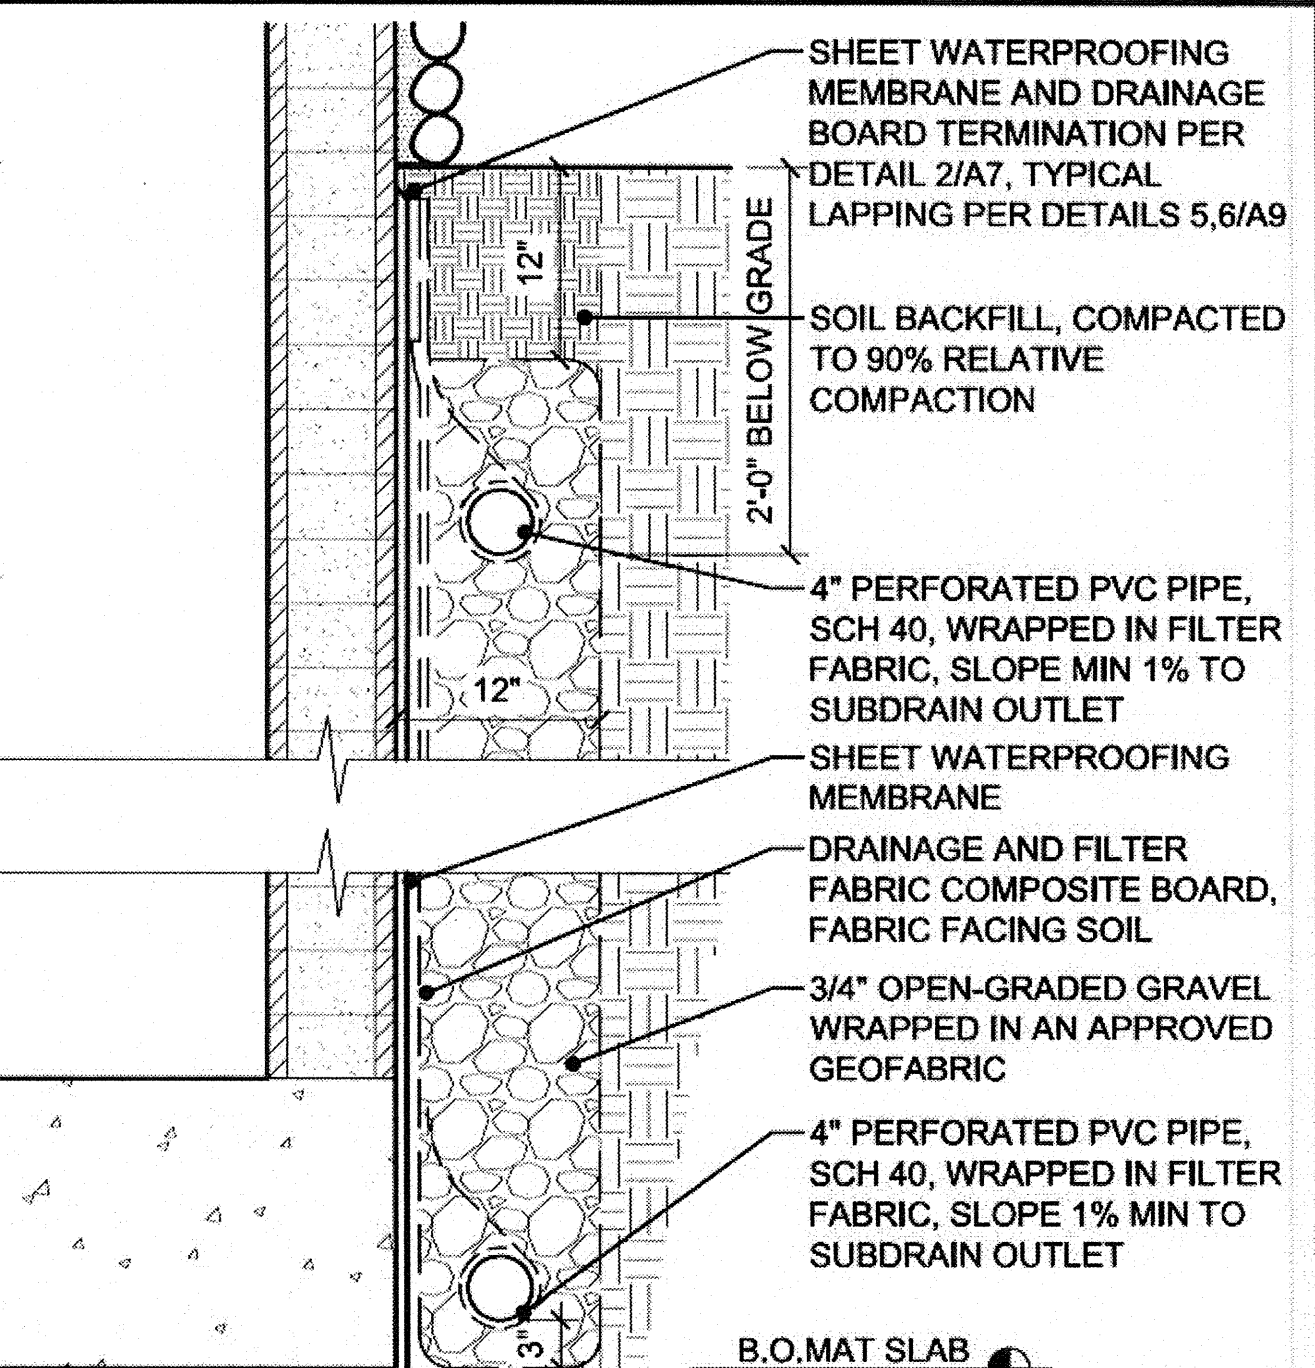 SHEET WATERPROOFING
MEMBRANE AND DRAINAGE
BOARD TERMINATION PER
DETAIL 2/A7, TYPICAL
LAPPING PER DETAILS 5,6/A9
12"
2'-0" BELOW GRADE
SOIL BACKFILL, COMPACTED
TO 90% RELATIVE
COMPACTION
4" PERFORATED PVC PIPE,
SCH 40, WRAPPED IN FILTER
FABRIC, SLOPE MIN 1% TO
SUBDRAIN OUTLET
12"
SHEET WATERPROOFING
MEMBRANE
DRAINAGE AND FILTER
FABRIC COMPOSITE BOARD,
FABRIC FACING SOIL
3/4" OPEN-GRADED GRAVEL
WRAPPED IN AN APPROVED
GEOFABRIC
4" PERFORATED PVC PIPE,
SCH 40, WRAPPED IN FILTER
FABRIC, SLOPE 1% MIN TO
SUBDRAIN OUTLET
3"
B.O.MAT SLAB